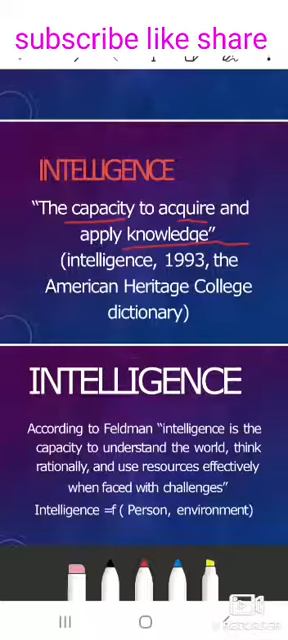 subscribe like share
INTELLIGENCE
“The capacity to acquire and
apply knowledge”
(intelligence, 1993, the
American Heritage College
dictionary)
INTELLIGENCE
According to Feldman “intelligence is the
capacity to understand the world, think
rationally, and use resources effectively
when faced with challenges”
Intelligence =f ( Person, environment)